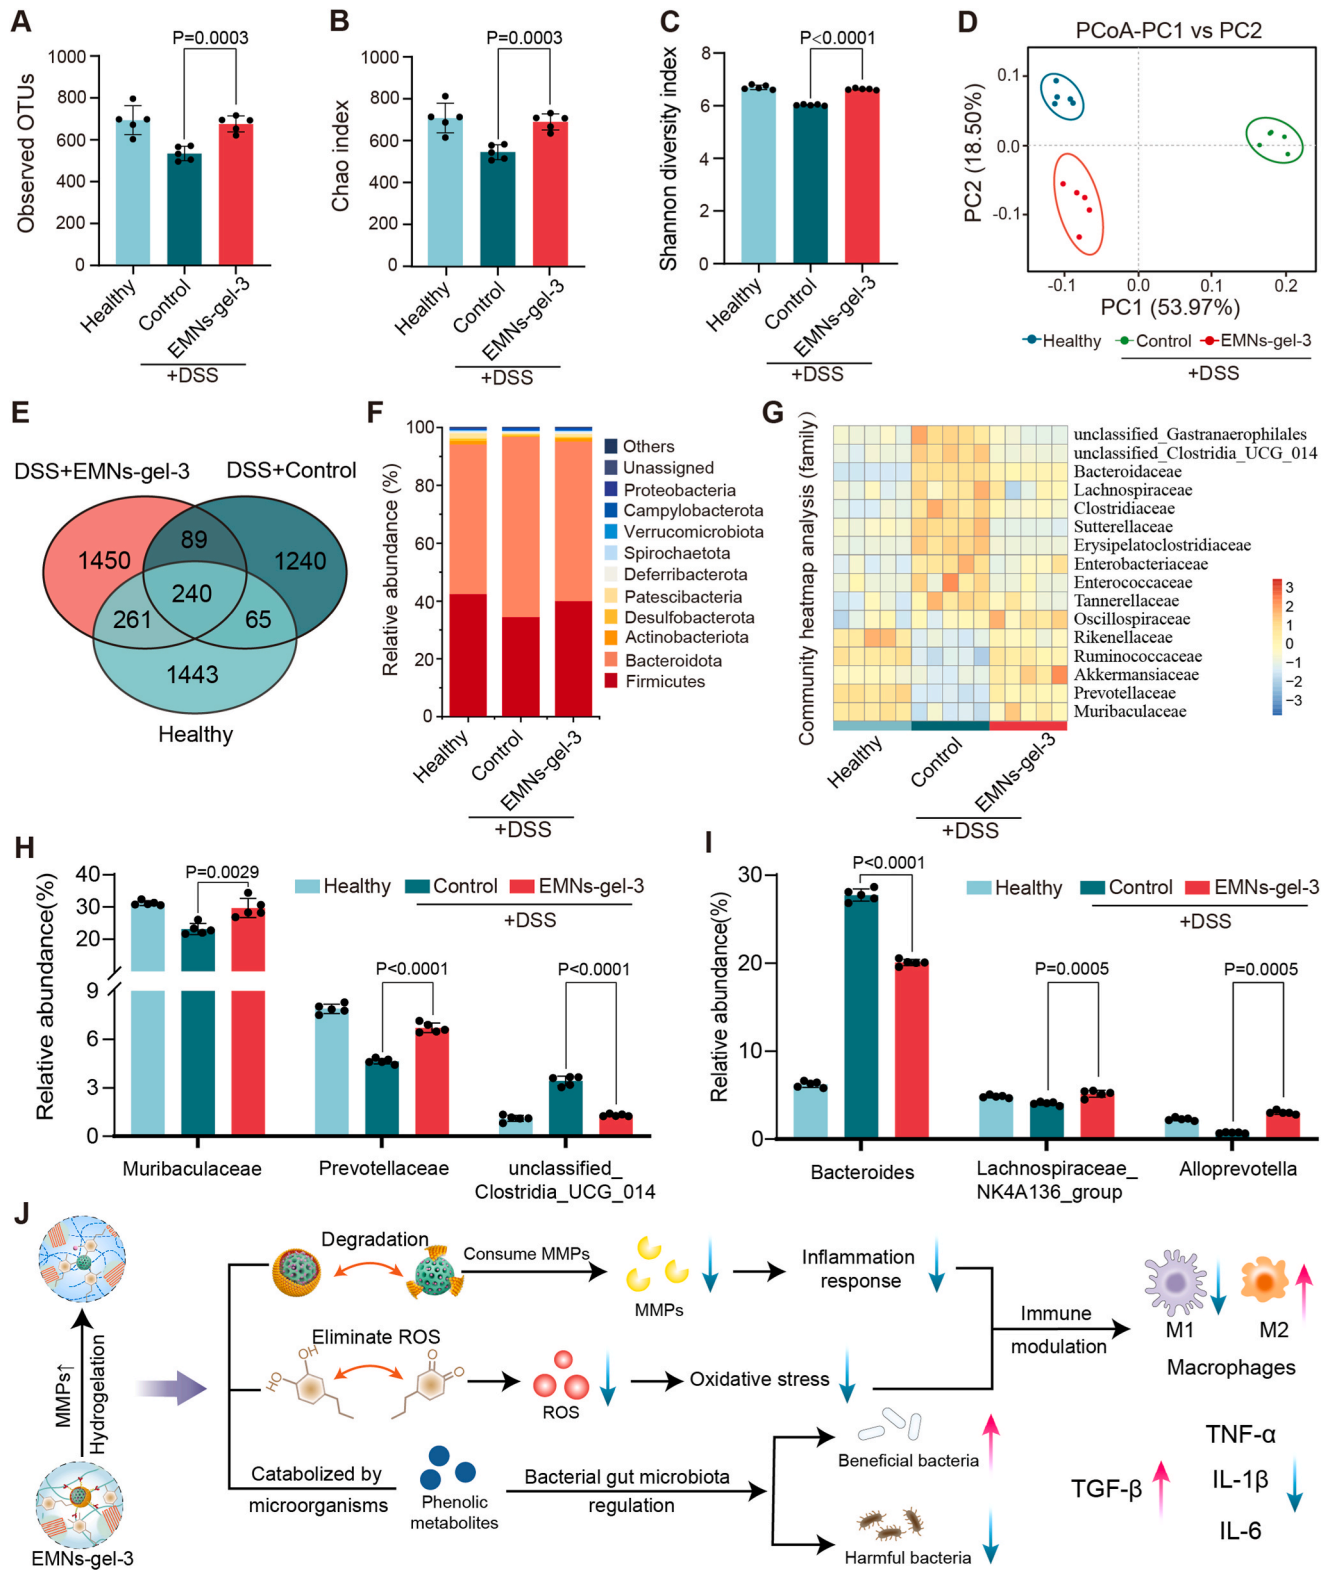 A
P=0.0003
Observed OTUs
1000
800
600
400
200
0
Healthy
Control
EMNs-gel-3
+DSS
B
P=0.0003
Chao index
1000
800
600
400
200
0
Healthy
Control
EMNs-gel-3
+DSS
C
P<0.0001
Shannon diversity index
8
6
4
2
0
Healthy
Control
EMNs-gel-3
+DSS
D
PCoA-PC1 vs PC2
PC2 (18.50%)
0.1
0.0
-0.1
-0.1
0.0
0.1
0.2
PC1 (53.97%)
Healthy
Control
EMNs-gel-3
+DSS
E
DSS+EMNs-gel-3
DSS+Control
89
1450
1240
240
261
65
1443
Healthy
F
Relative abundance (%)
100
80
60
40
20
0
Healthy
Control
EMNs-gel-3
+DSS
Others
Unassigned
Proteobacteria
Campylobacterota
Verrucomicrobiota
Spirochaetota
Deferribacterota
Patescibacteria
Desulfobacterota
Actinobacteriota
Bacteroidota
Firmicutes
G
Community heatmap analysis (family)
unclassified_Gastranaerophilales
unclassified_Clostridia_UCG_014
Bacteroidaceae
Lachnospiraceae
Clostridiaceae
Sutterellaceae
Erysipelatoclostridiaceae
Enterobacteriaceae
Enterococcaceae
Tannerellaceae
Oscillospiraceae
Rikenellaceae
Ruminococcaceae
Akkermansiaceae
Prevotellaceae
Muribaculaceae
3
2
1
0
−1
−2
−3
Healthy
Control
EMNs-gel-3
+DSS
H
Relative abundance(%)
40
30
20
9
6
3
0
P=0.0029
P<0.0001
P<0.0001
Healthy
Control
EMNs-gel-3
+DSS
Muribaculaceae
Prevotellaceae
unclassified_
Clostridia_UCG_014
I
Relative abundance(%)
30
20
10
0
P<0.0001
P=0.0005
P=0.0005
Healthy
Control
EMNs-gel-3
+DSS
Bacteroides
Lachnospiraceae_
NK4A136_group
Alloprevotella
J
MMPs↑
Hydrogelation
EMNs-gel-3
Degradation
Consume MMPs
MMPs
Inflammation
response
Eliminate ROS
OH
HO
O
O
ROS
Oxidative stress
Immune
modulation
M1
M2
Macrophages
Catabolized by
microorganisms
Phenolic
metabolites
Bacterial gut microbiota
regulation
Beneficial bacteria
Harmful bacteria
TGF-β
TNF-α
IL-1β
IL-6